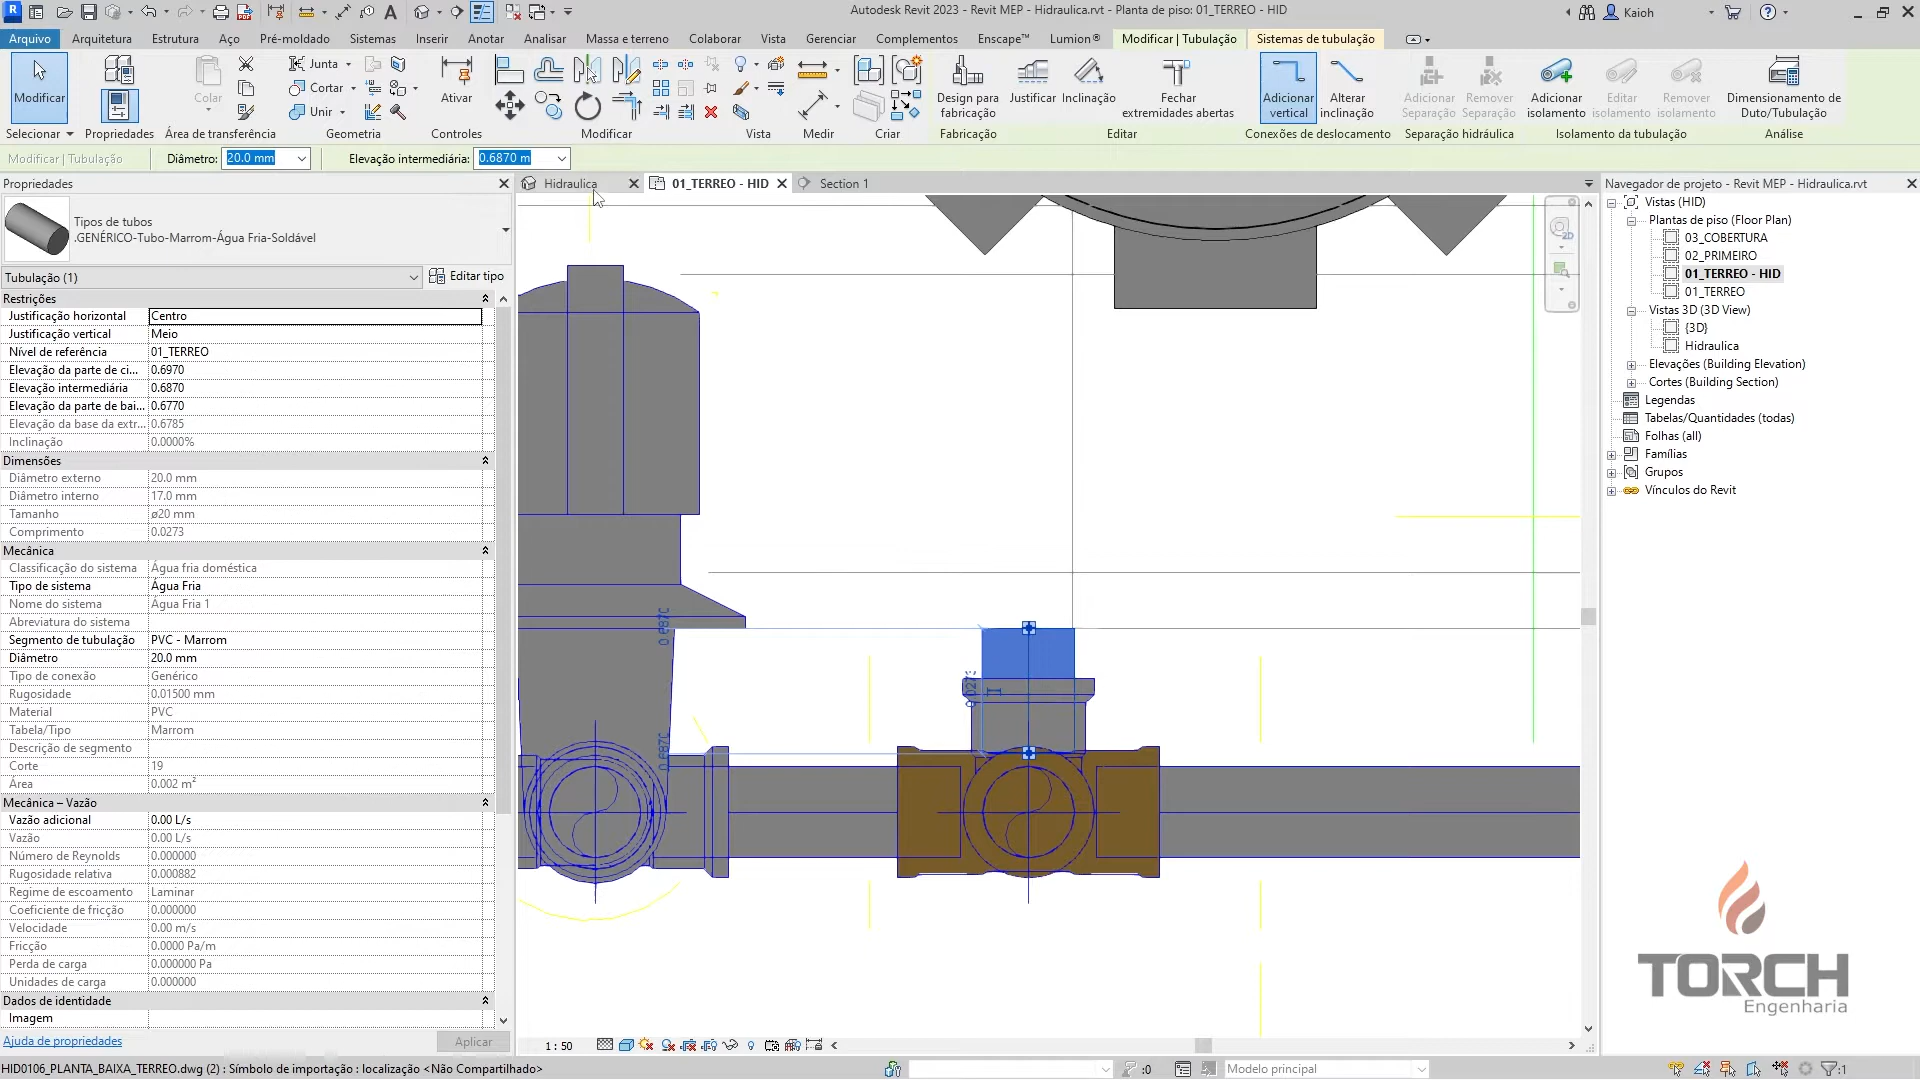 Autodesk Revit 2023 - Revit MEP - Hidraulica.rvt - Planta de piso: 01_TERREO - HID
Kaioh
Arquivo Arquitetura Estrutura Aço Pré-moldado Sistemas Inserir Anotar Analisar Massa e terreno Colaborar Vista Gerenciar Complementos Enscape™ Lumion® Modificar | Tubulação Sistemas de tubulação
Modificar
Colar
Junta
Cortar
Unir
Ativar
Design para fabricação
Justificar
Inclinação
Fechar extremidades abertas
Adicionar vertical
Alterar inclinação
Adicionar Separação
Remover Separação
Adicionar isolamento
Editar isolamento
Remover isolamento
Dimensionamento de Duto/Tubulação
Selecionar Propriedades Área de transferência Geometria Controles Modificar Vista Medir Criar Fabricação Editar Conexões de deslocamento Separação hidráulica Isolamento da tubulação Análise
Modificar | Tubulação Diâmetro: 20.0 mm Elevação intermediária: 0.6870 m
Propriedades
Hidraulica 01_TERREO - HID Section 1
Tipos de tubos
.GENÉRICO-Tubo-Marrom-Água Fria-Soldável
Tubulação (1) Editar tipo
Restrições
Justificação horizontal Centro
Justificação vertical Meio
Nível de referência 01_TERREO
Elevação da parte de ci... 0.6970
Elevação intermediária 0.6870
Elevação da parte de bai... 0.6770
Elevação da base da extr... 0.6785
Inclinação 0.0000%
Dimensões
Diâmetro externo 20.0 mm
Diâmetro interno 17.0 mm
Tamanho ø20 mm
Comprimento 0.0273
Mecânica
Classificação do sistema Água fria doméstica
Tipo de sistema Água Fria
Nome do sistema Água Fria 1
Abreviatura do sistema
Segmento de tubulação PVC - Marrom
Diâmetro 20.0 mm
Tipo de conexão Genérico
Rugosidade 0.01500 mm
Material PVC
Tabela/Tipo Marrom
Descrição de segmento
Corte 19
Área 0.002 m²
Mecânica – Vazão
Vazão adicional 0.00 L/s
Vazão 0.00 L/s
Número de Reynolds 0.000000
Rugosidade relativa 0.000882
Regime de escoamento Laminar
Coeficiente de fricção 0.000000
Velocidade 0.00 m/s
Fricção 0.0000 Pa/m
Perda de carga 0.000000 Pa
Unidades de carga 0.000000
Dados de identidade
Imagem
Ajuda de propriedades Aplicar
0.6870
0.6870
1 : 50
Navegador de projeto - Revit MEP - Hidraulica.rvt
Vistas (HID)
Plantas de piso (Floor Plan)
03_COBERTURA
02_PRIMEIRO
01_TERREO - HID
01_TERREO
Vistas 3D (3D View)
{3D}
Hidraulica
Elevações (Building Elevation)
Cortes (Building Section)
Legendas
Tabelas/Quantidades (todas)
Folhas (all)
Famílias
Grupos
Vínculos do Revit
TORCH
Engenharia
HID0106_PLANTA_BAIXA_TERREO.dwg (2) : Símbolo de importação : localização <Não Compartilhado>
:0
Modelo principal
:1